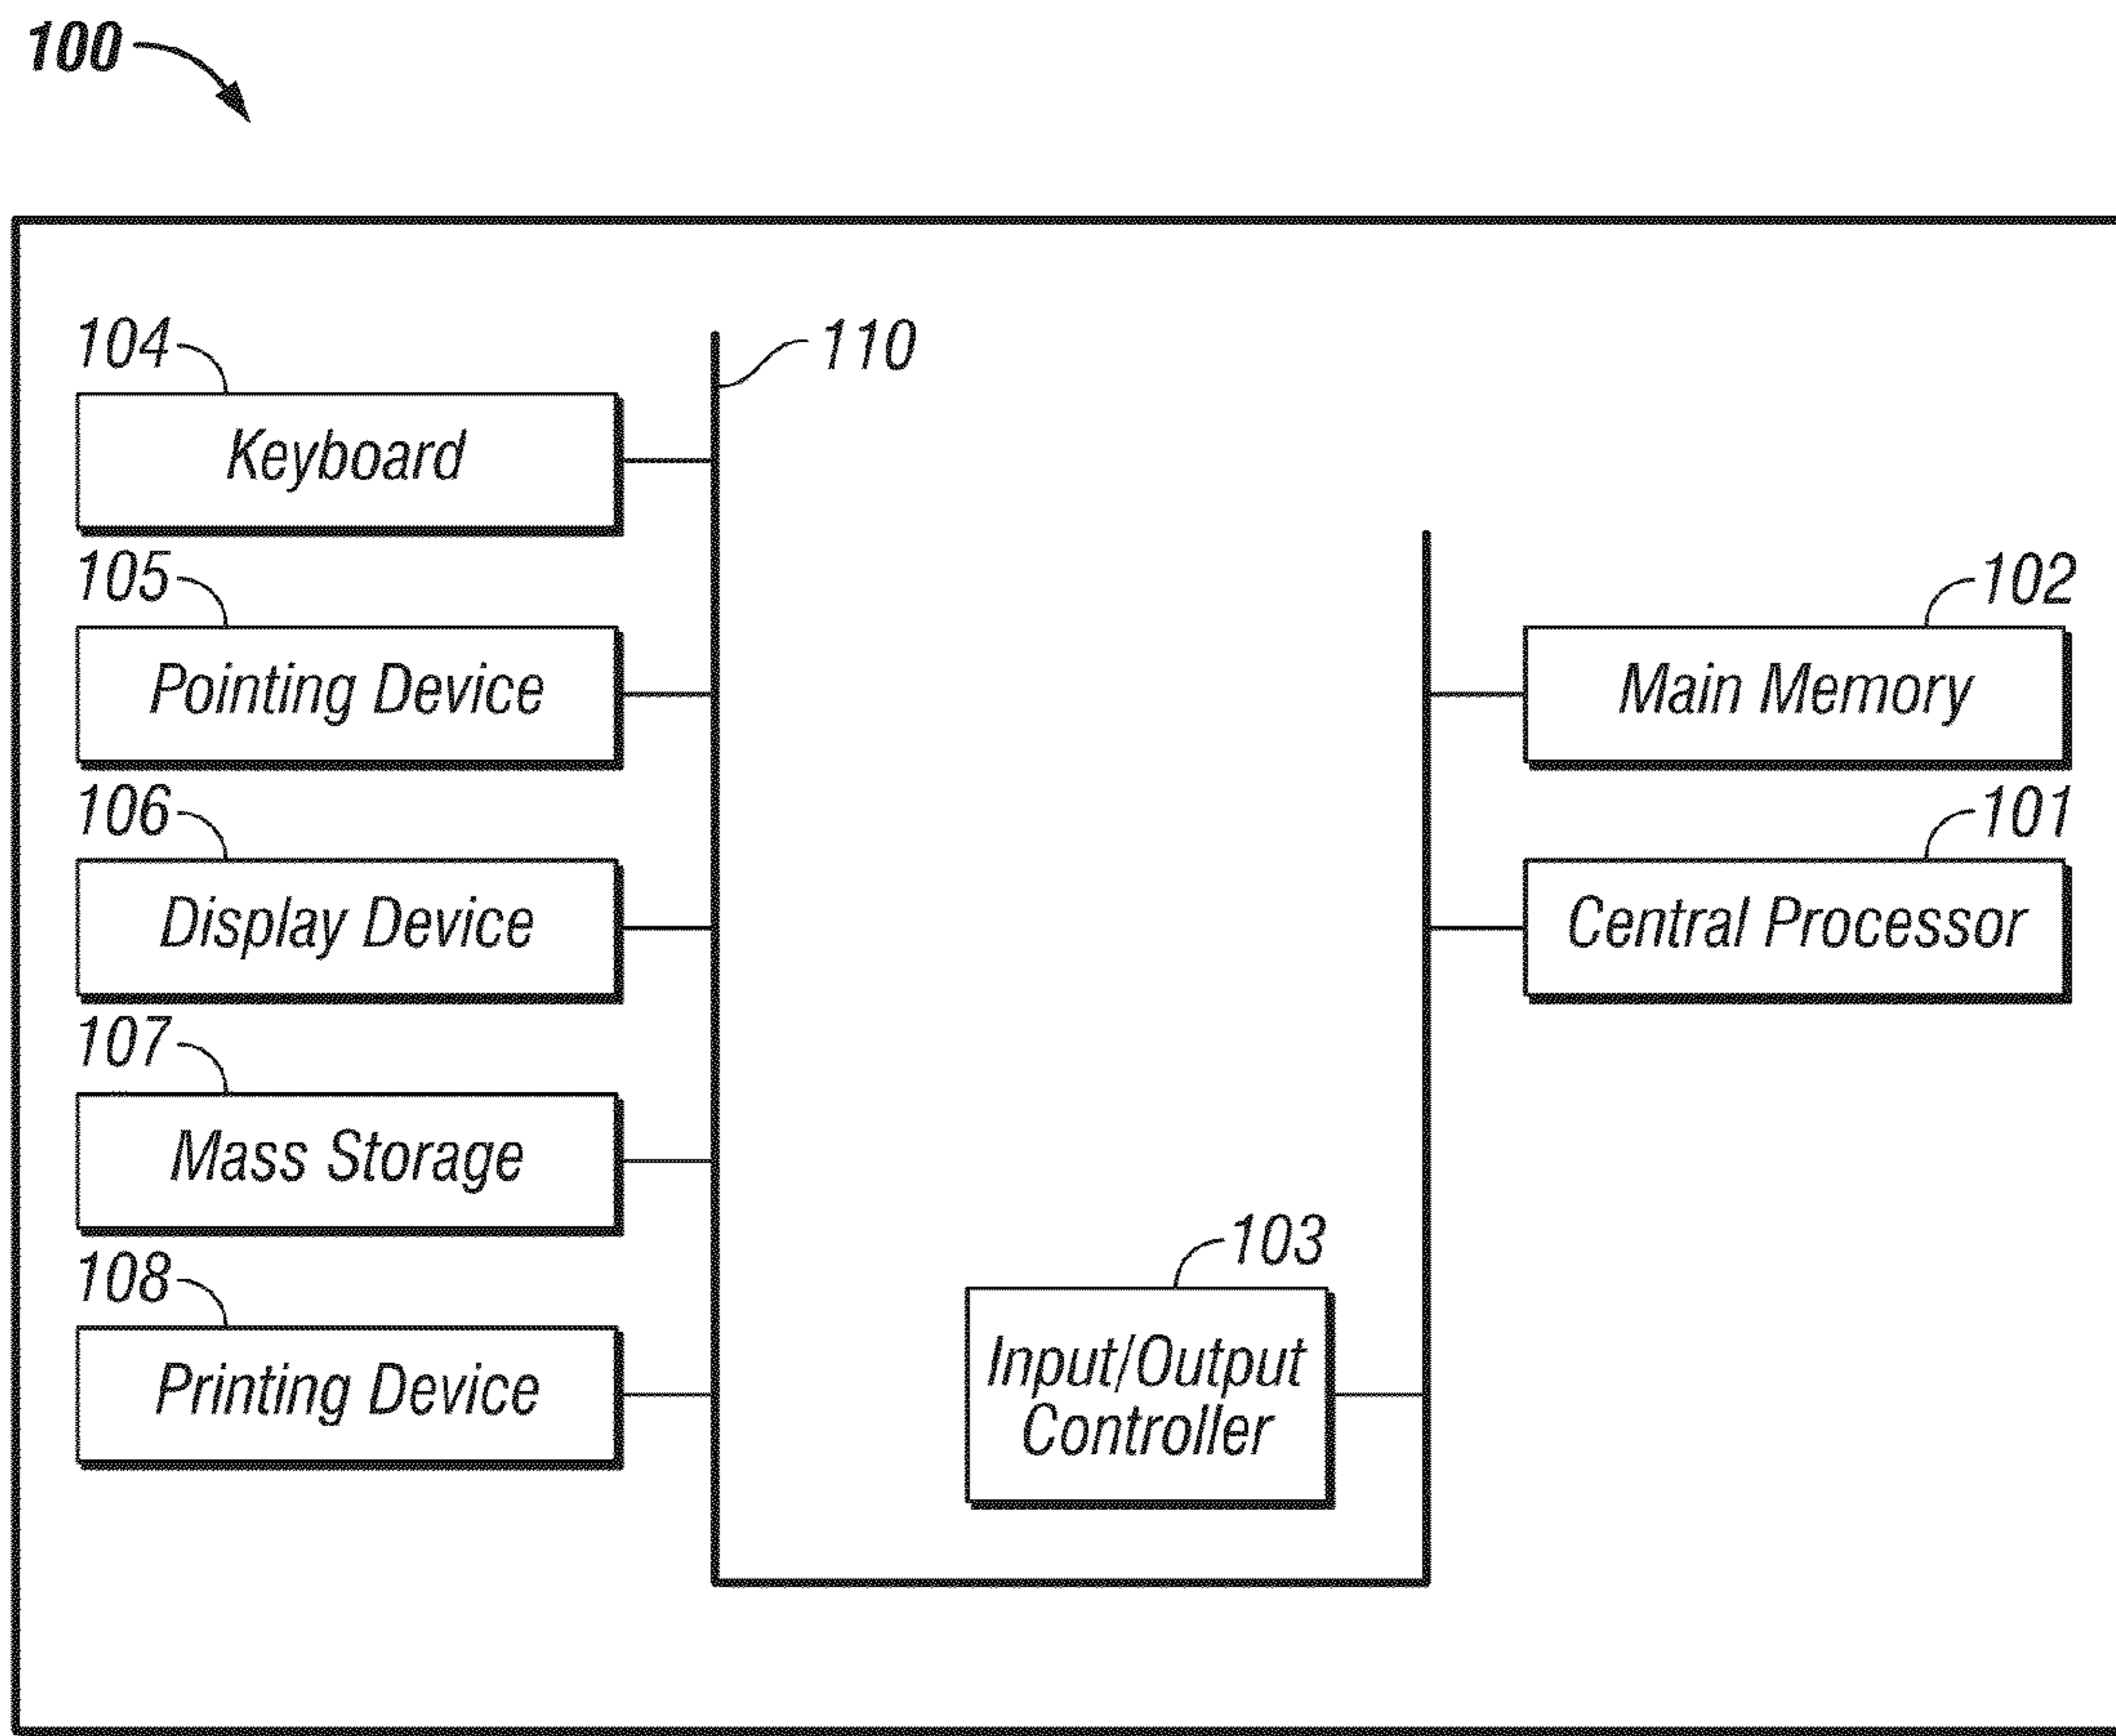 100
104
110
Keyboard
105
102
Pointing Device
Main Memory
106
101
Display Device
Central Processor
107
Mass Storage
103
108
Input/Output
Controller
Printing Device